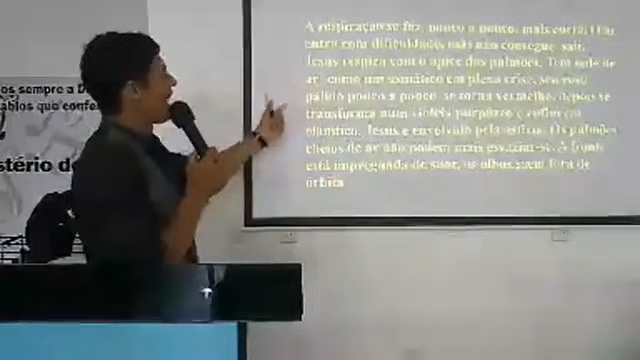 os sempre a D
ablos que confes
stério de
A respiração se faz, pouco a pouco, mais curta. O ar
entra com dificuldade, mas não consegue sair.
Jesus respira com o ápice dos pulmões. Tem sede de
ar, como um asmático em plena crise, seu rosto
pálido pouco a pouco se torna vermelho, depois se
transforma num violeta purpúreo e enfim em
cianótico. Jesus é envolvido pela asfixia. Os pulmões
cheios de ar não podem mais esvaziar-se. A fronte
está impregnada de suor, os olhos saem fora de
órbita